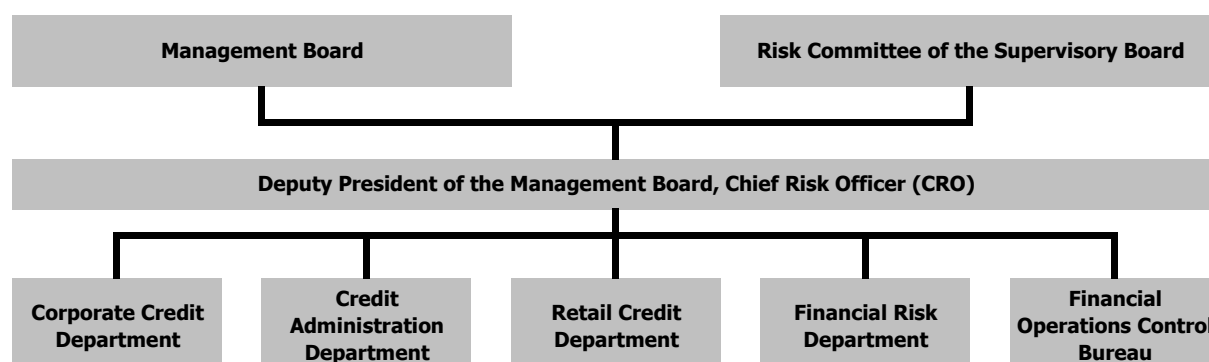 Management Board
Risk Committee of the Supervisory Board
Deputy President of the Management Board, Chief Risk Officer (CRO)
Corporate Credit
Department
Credit
Administration
Department
Retail Credit
Department
Financial Risk
Department
Financial
Operations Control
Bureau